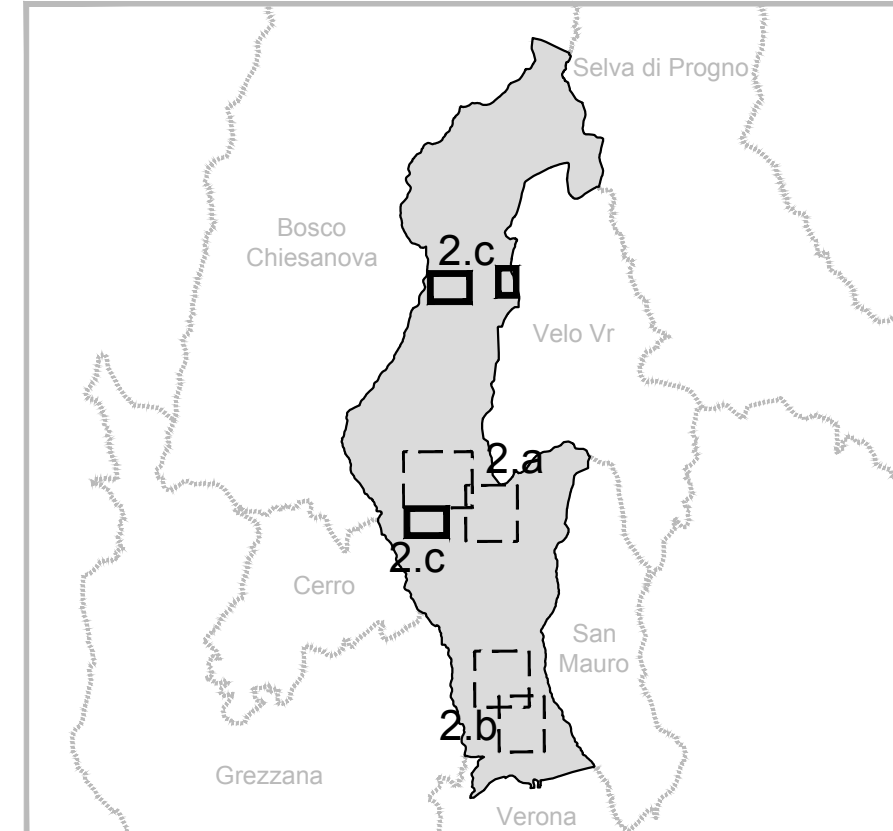 Selva di Progno
Bosco
Chiesanova
2.c
Velo Vr
2.a
2.c
Cerro
San
Mauro
2.b
Grezzana
Verona